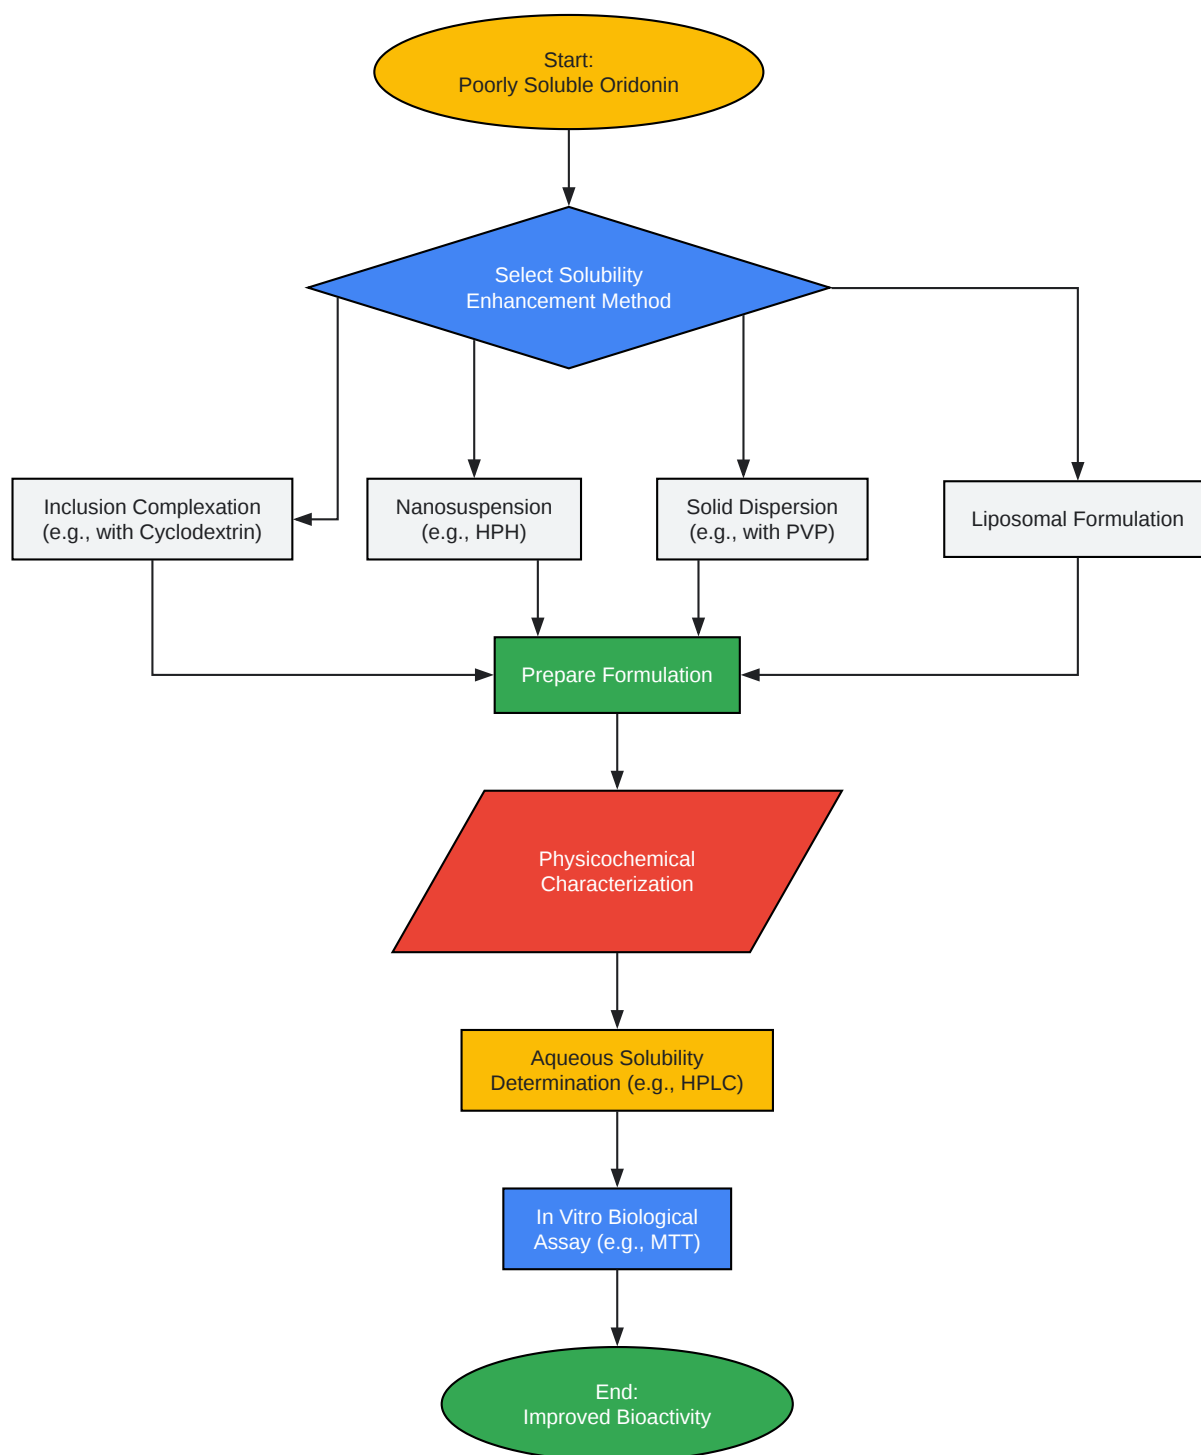 Start:
Poorly Soluble Oridonin
Select Solubility
Enhancement Method
Inclusion Complexation
(e.g., with Cyclodextrin)
Nanosuspension
(e.g., HPH)
Solid Dispersion
(e.g., with PVP)
Liposomal Formulation
Prepare Formulation
Physicochemical
Characterization
Aqueous Solubility
Determination (e.g., HPLC)
In Vitro Biological
Assay (e.g., MTT)
End:
Improved Bioactivity